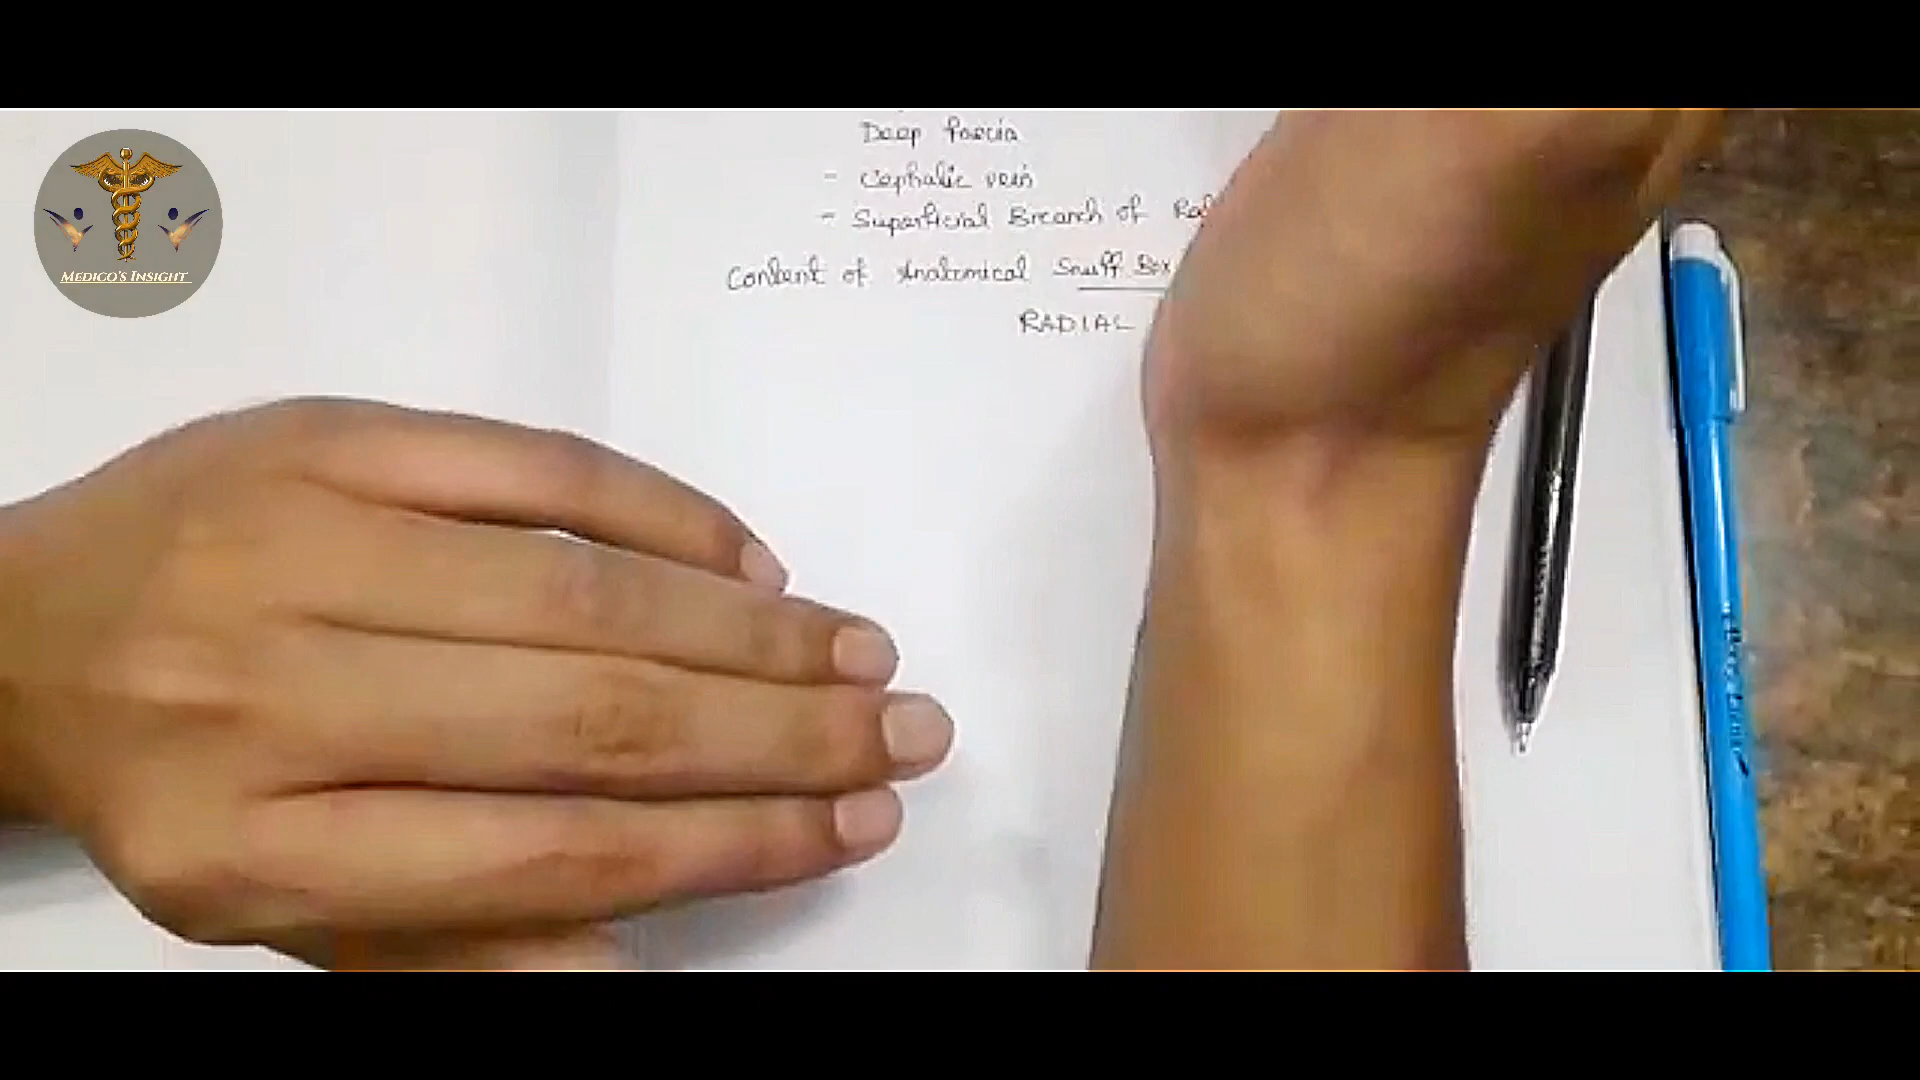 MEDICO'S INSIGHT
Deep fascia
- Cephalic vein
- Superficial Branch of
Content of Anatomical Snuff Box
RADIAL